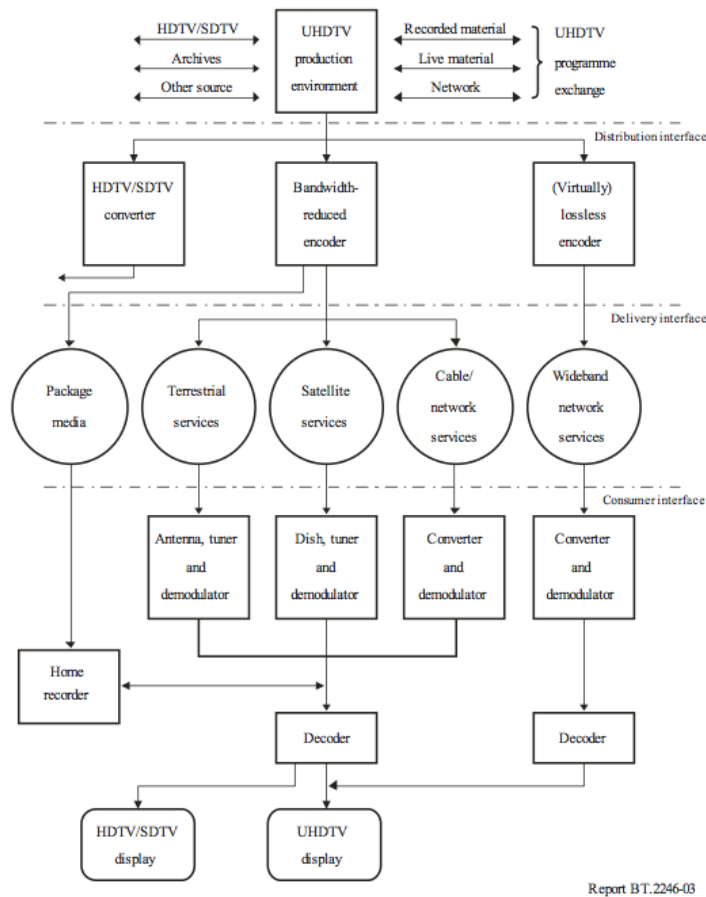 HDTV/SDTV
Archives
Other source
UHDTV
production
environment
Recorded material
Live material
Network
UHDTV
programme
exchange
Distribution interface
HDTV/SDTV
converter
Bandwidth-
reduced
encoder
(Virtually)
lossless
encoder
Delivery interface
Package
media
Terrestrial
services
Satellite
services
Cable/
network
services
Wideband
network
services
Consumer interface
Antenna, tuner
and
demodulator
Dish, tuner
and
demodulator
Converter
and
demodulator
Converter
and
demodulator
Home
recorder
Decoder
Decoder
HDTV/SDTV
display
UHDTV
display
Report BT.2246-03